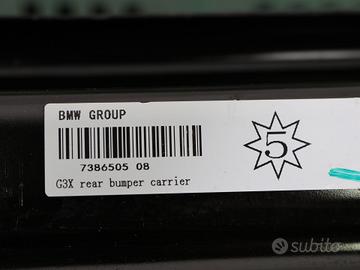 BMW GROUP
7386505 08
G3X rear bumper carrier
5
subito